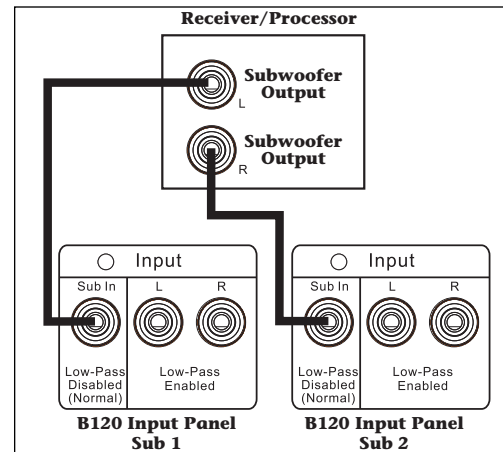 Receiver/Processor
Subwoofer
Output
L
Subwoofer
Output
R
Input
Sub In
L
R
Low-Pass
Disabled
(Normal)
Low-Pass
Enabled
B120 Input Panel
Sub 1
Input
Sub In
L
R
Low-Pass
Disabled
(Normal)
Low-Pass
Enabled
B120 Input Panel
Sub 2